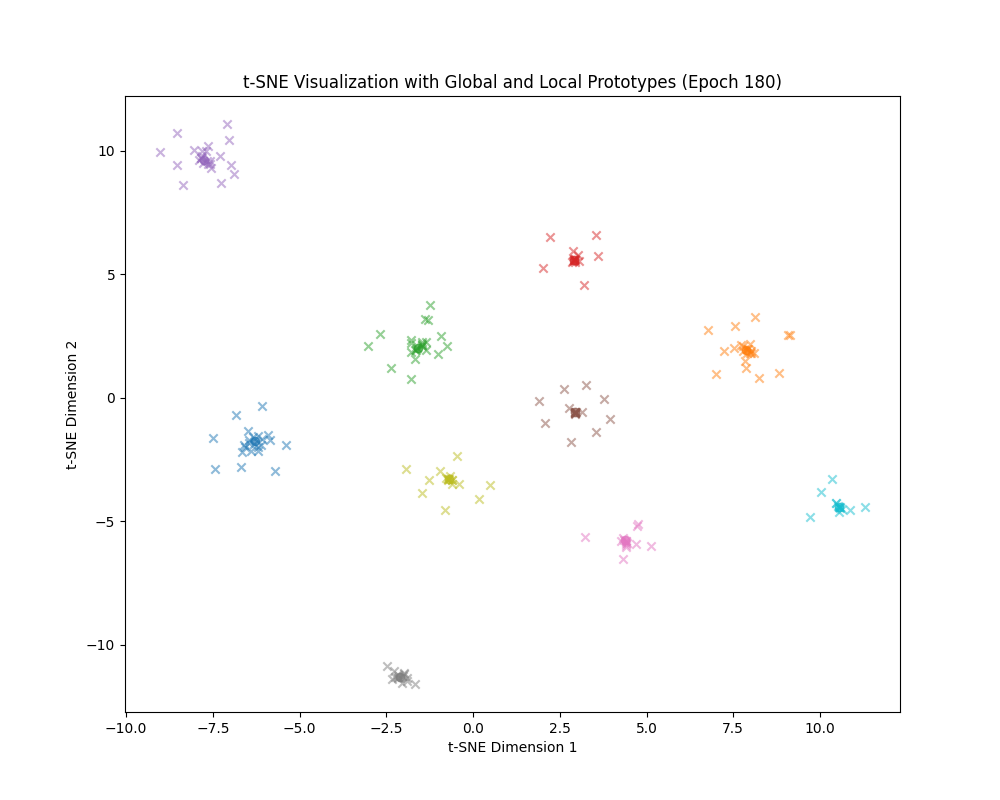 t-SNE Visualization with Global and Local Prototypes (Epoch 180)
10
5
0
−5
−10
t-SNE Dimension 2
−10.0 −7.5 −5.0 −2.5 0.0 2.5 5.0 7.5 10.0
t-SNE Dimension 1